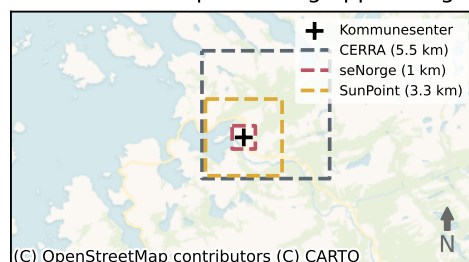 Kommunesenter
CERRA (5.5 km)
seNorge (1 km)
SunPoint (3.3 km)
N
(C) OpenStreetMap contributors (C) CARTO